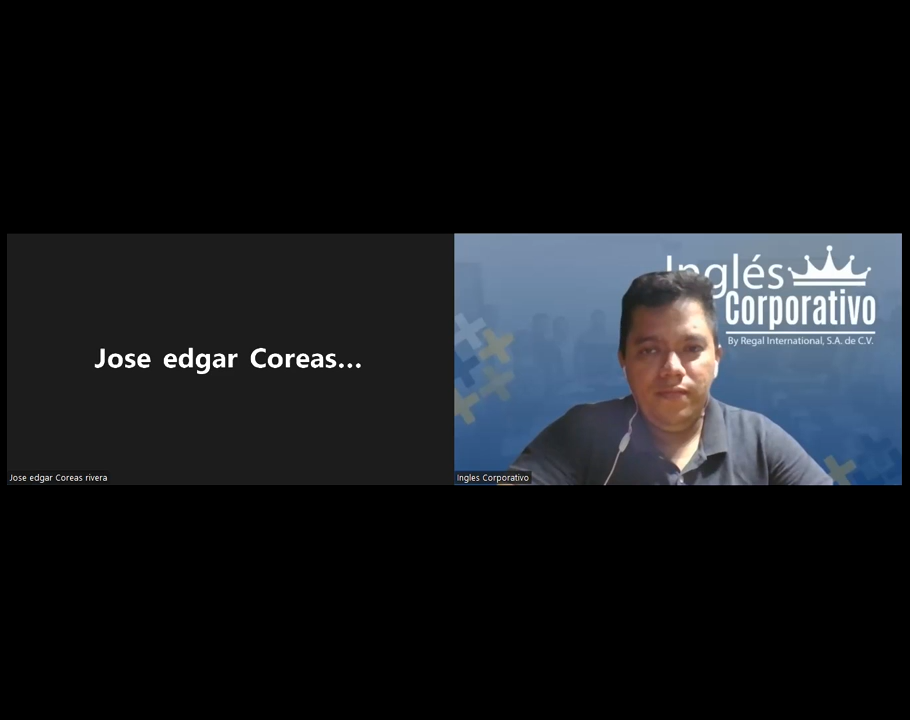 Jose edgar Coreas...
Jose edgar Coreas rivera
Inglés
Corporativo
By Regal International, S.A. de C.V.
Ingles Corporativo